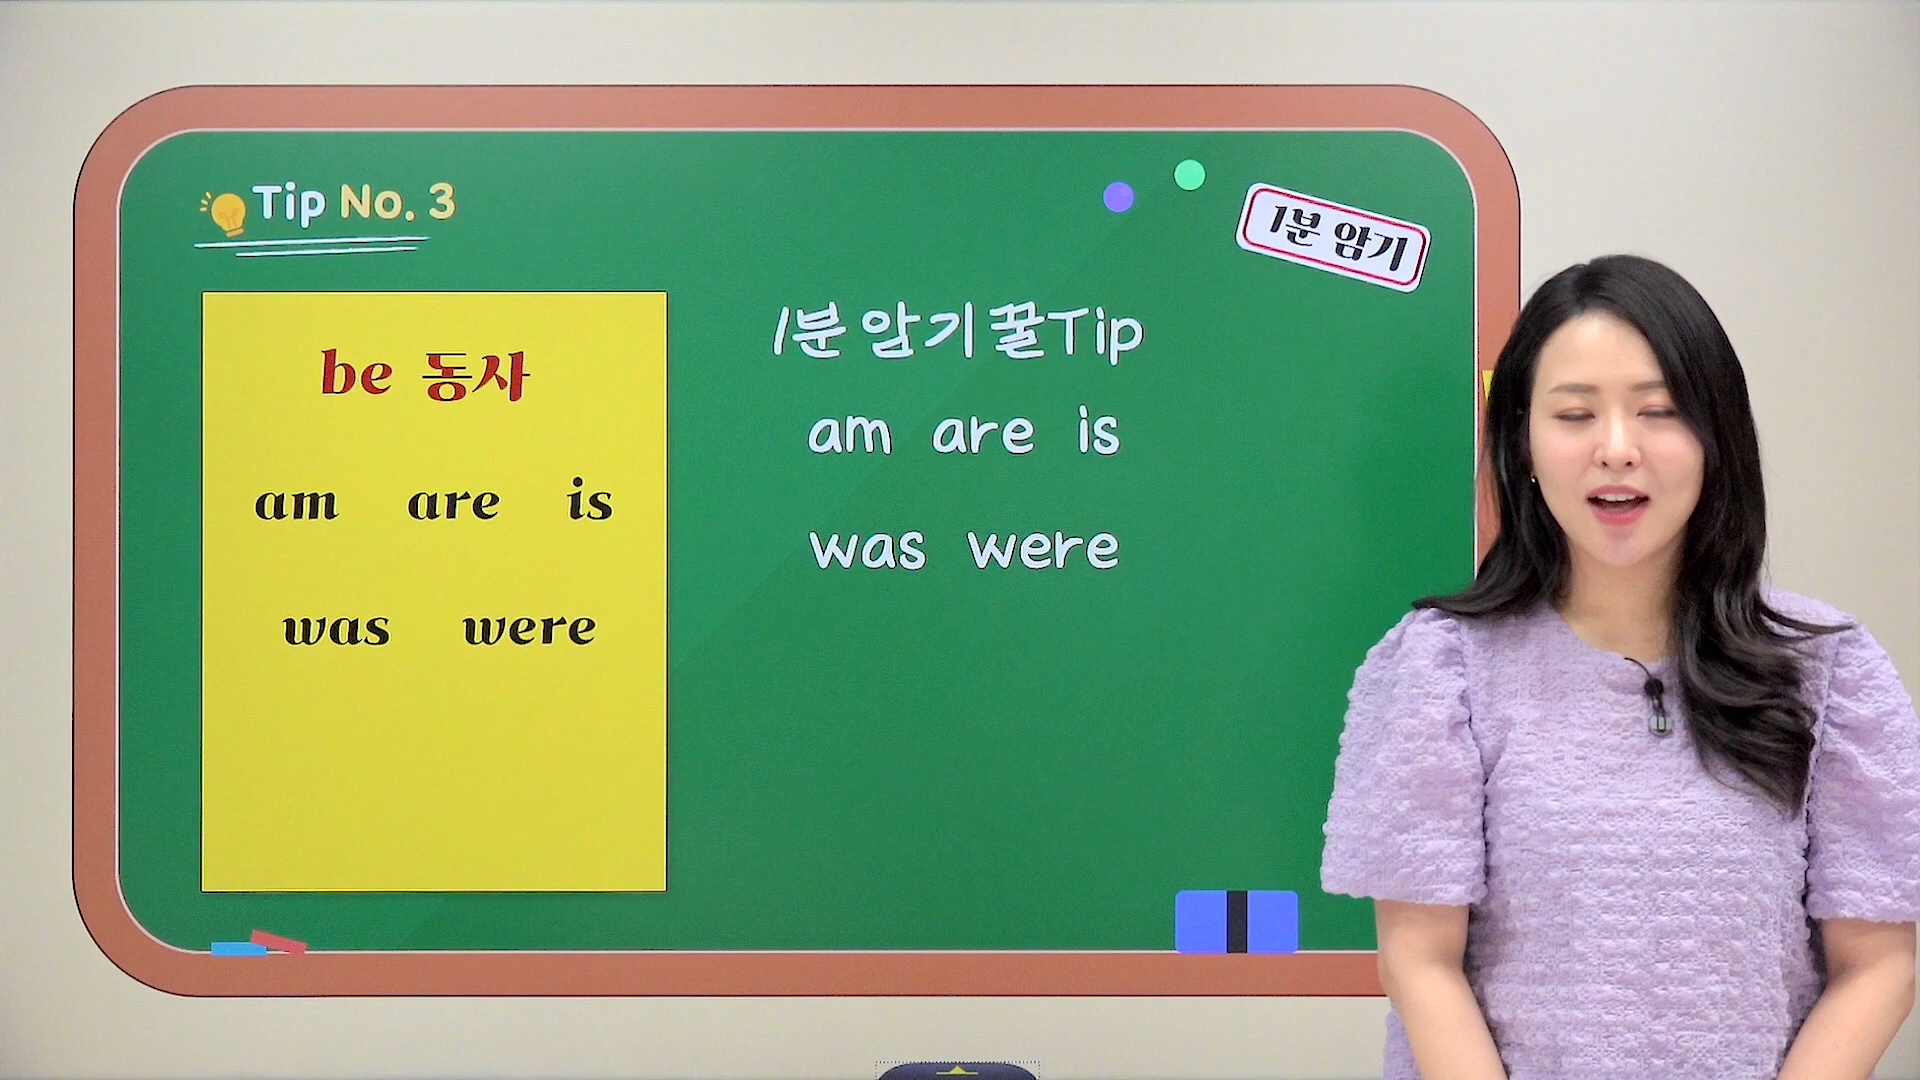 Tip No. 3
1분 암기
be 동사
am are is
was were
1분 암기 꿀Tip
am are is
was were